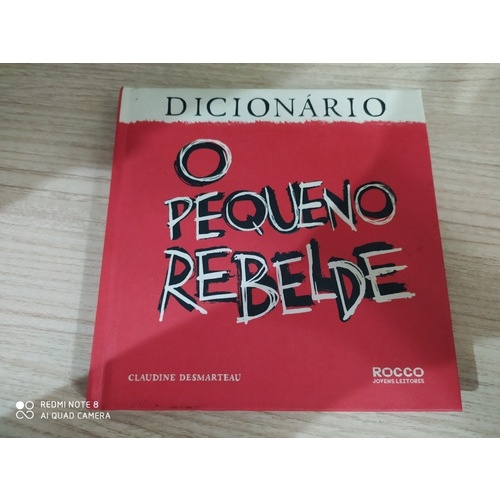 DICIONÁRIO
O
PEQUENO
REBELDE
CLAUDINE DESMARTEAU
ROCCO
JOVENS LEITORES
REDMI NOTE 8
AI QUAD CAMERA